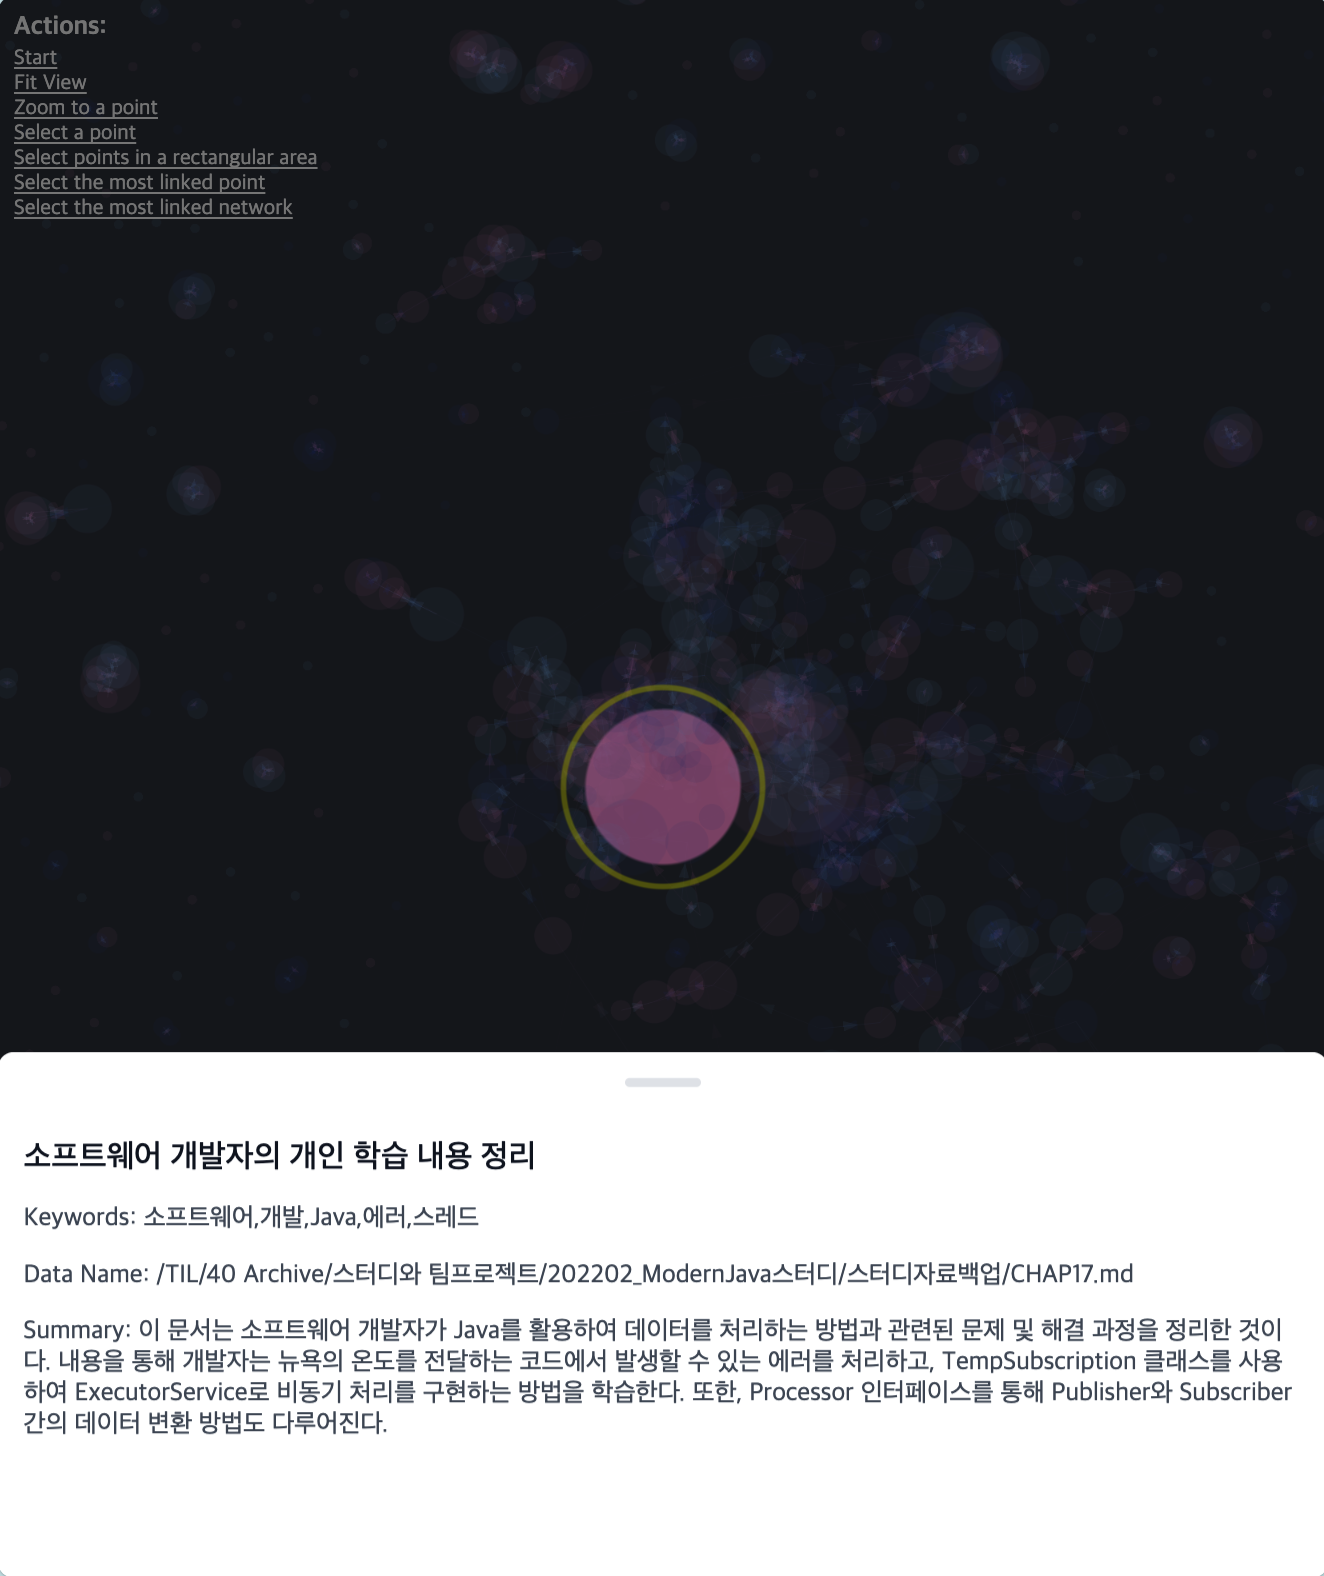 Actions:
Start
Fit View
Zoom to a point
Select a point
Select points in a rectangular area
Select the most linked point
Select the most linked network
소프트웨어 개발자의 개인 학습 내용 정리
Keywords: 소프트웨어,개발,Java,에러,스레드
Data Name: /TIL/40 Archive/스터디와 팀프로젝트/202202_ModernJava스터디/스터디자료백업/CHAP17.md
Summary: 이 문서는 소프트웨어 개발자가 Java를 활용하여 데이터를 처리하는 방법과 관련된 문제 및 해결 과정을 정리한 것이
다. 내용을 통해 개발자는 뉴욕의 온도를 전달하는 코드에서 발생할 수 있는 에러를 처리하고, TempSubscription 클래스를 사용
하여 ExecutorService로 비동기 처리를 구현하는 방법을 학습한다. 또한, Processor 인터페이스를 통해 Publisher와 Subscriber
간의 데이터 변환 방법도 다루어진다.